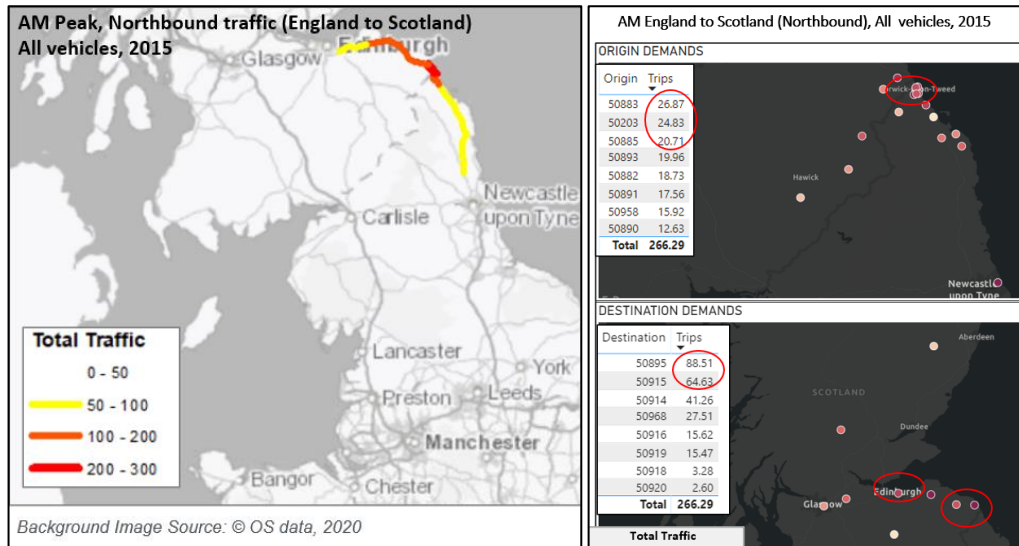 AM Peak, Northbound traffic (England to Scotland)
All vehicles, 2015
Edinburgh
Glasgow
Newcastle
upon Tyne
Carlisle
Lancaster
York
Preston
Leeds
Manchester
Bangor
Chester
Total Traffic
0 - 50
50 - 100
100 - 200
200 - 300
Background Image Source: © OS data, 2020
AM England to Scotland (Northbound), All vehicles, 2015
ORIGIN DEMANDS
Origin Trips
50883 26.87
50203 24.83
50885 20.71
50893 19.96
50882 18.73
50891 17.56
50958 15.92
50890 12.63
Total 266.29
Hawick
Newcastle
upon Tyne
DESTINATION DEMANDS
Destination Trips
50895 88.51
50915 64.63
50914 41.26
50968 27.51
50916 15.62
50919 15.47
50918 3.28
50920 2.60
Total 266.29
Aberdeen
SCOTLAND
Dundee
Edinburgh
Glasgow
Total Traffic